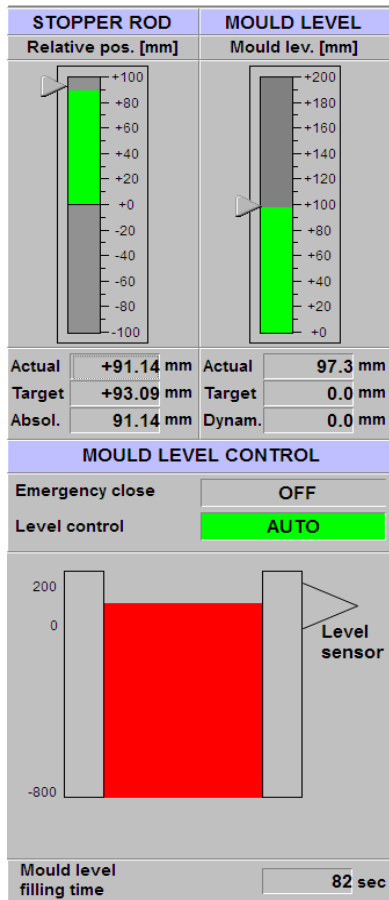 STOPPER ROD
Relative pos. [mm]
+100
+80
+60
+40
+20
+0
-20
-40
-60
-80
-100
Actual +91.14 mm
Target +93.09 mm
Absol. 91.14 mm
MOULD LEVEL
Mould lev. [mm]
+200
+180
+160
+140
+120
+100
+80
+60
+40
+20
+0
Actual 97.3 mm
Target 0.0 mm
Dynam. 0.0 mm
MOULD LEVEL CONTROL
Emergency close OFF
Level control AUTO
200
0
-800
Level
sensor
Mould level
filling time 82 sec